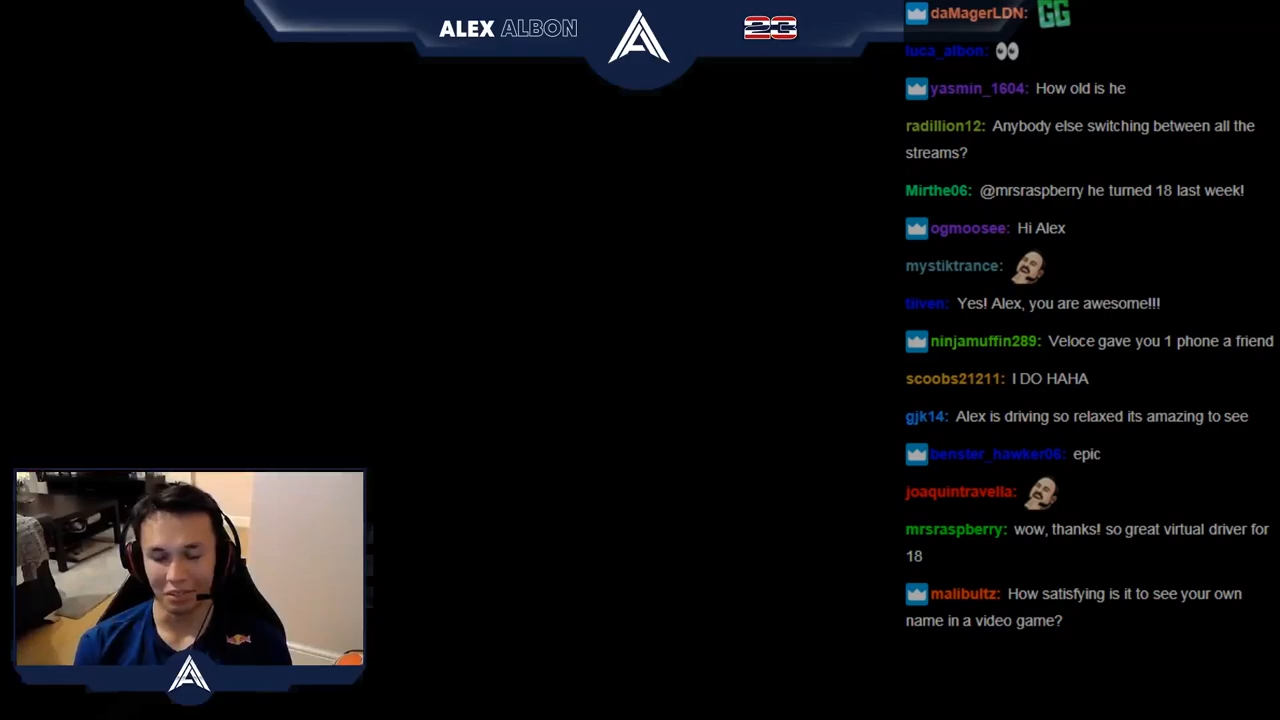 ALEX ALBON
23
daMagerLDN: GG
luca_albon:
yasmin_1604: How old is he
radillion12: Anybody else switching between all the
streams?
Mirthe06: @mrsraspberry he turned 18 last week!
ogmoosee: Hi Alex
mystiktrance:
tiiven: Yes! Alex, you are awesome!!!
ninjamuffin289: Veloce gave you 1 phone a friend
scoobs21211: I DO HAHA
gjk14: Alex is driving so relaxed its amazing to see
benster_hawker06: epic
joaquintravella:
mrsraspberry: wow, thanks! so great virtual driver for
18
malibultz: How satisfying is it to see your own
name in a video game?